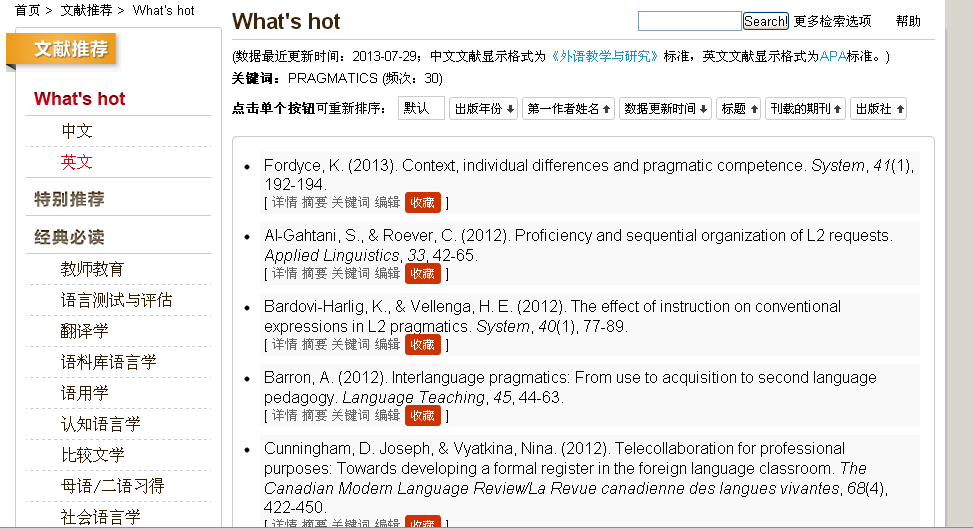 首页 > 文献推荐 > What's hot
文献推荐
What's hot
中文
英文
特别推荐
经典必读
教师教育
语言测试与评估
翻译学
语料库语言学
语用学
认知语言学
比较文学
母语/二语习得
社会语言学
What's hot
Search! 更多检索选项 帮助
(数据最近更新时间：2013-07-29；中文文献显示格式为《外语教学与研究》标准，英文文献显示格式为APA标准。)
关键词：PRAGMATICS (频次：30)
点击单个按钮可重新排序： 默认 出版年份↓ 第一作者姓名↑ 数据更新时间↓ 标题↑ 刊载的期刊↑ 出版社↑
• Fordyce, K. (2013). Context, individual differences and pragmatic competence. System, 41(1),
192-194.
[ 详情 摘要 关键词 编辑 收藏 ]
• Al-Gahtani, S., & Roever, C. (2012). Proficiency and sequential organization of L2 requests.
Applied Linguistics, 33, 42-65.
[ 详情 摘要 关键词 编辑 收藏 ]
• Bardovi-Harlig, K., & Vellenga, H. E. (2012). The effect of instruction on conventional
expressions in L2 pragmatics. System, 40(1), 77-89.
[ 详情 摘要 关键词 编辑 收藏 ]
• Barron, A. (2012). Interlanguage pragmatics: From use to acquisition to second language
pedagogy. Language Teaching, 45, 44-63.
[ 详情 摘要 关键词 编辑 收藏 ]
• Cunningham, D. Joseph, & Vyatkina, Nina. (2012). Telecollaboration for professional
purposes: Towards developing a formal register in the foreign language classroom. The
Canadian Modern Language Review/La Revue canadienne des langues vivantes, 68(4),
422-450.
[ 详情 摘要 关键词 编辑 收藏 ]